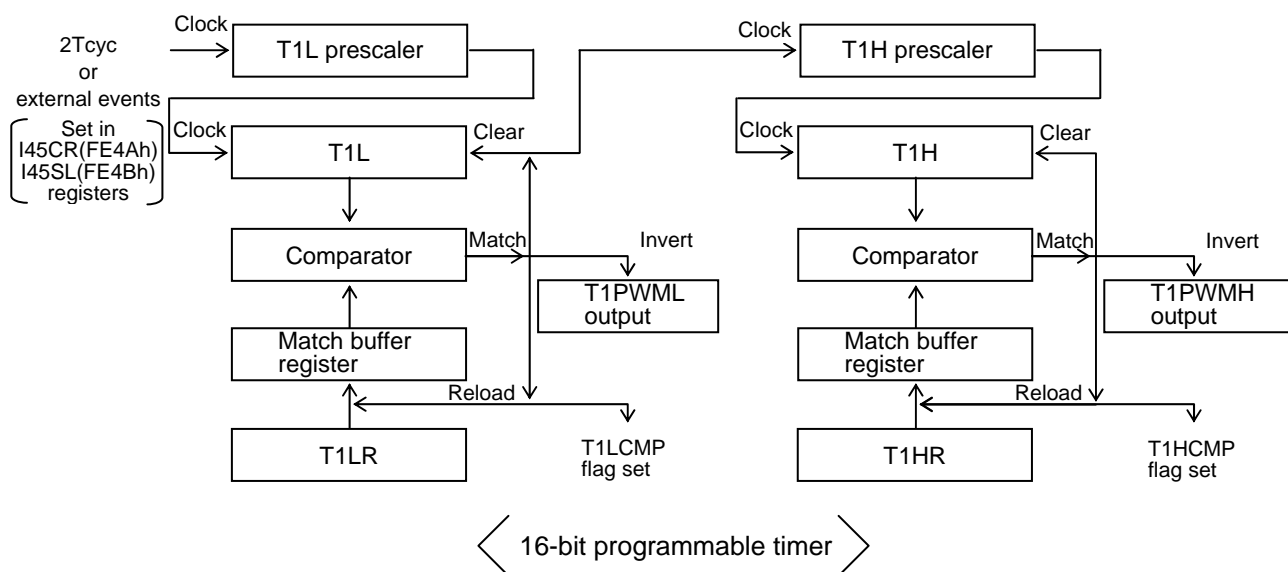 Clock
2Tcyc
or
external events
Set in
I45CR(FE4Ah)
I45SL(FE4Bh)
registers
T1L prescaler
Clock
T1L
Clear
Comparator
Match
Invert
T1PWML
output
Match buffer
register
Reload
T1LR
T1LCMP
flag set
Clock
T1H prescaler
Clock
T1H
Clear
Comparator
Match
Invert
T1PWMH
output
Match buffer
register
Reload
T1HR
T1HCMP
flag set
16-bit programmable timer